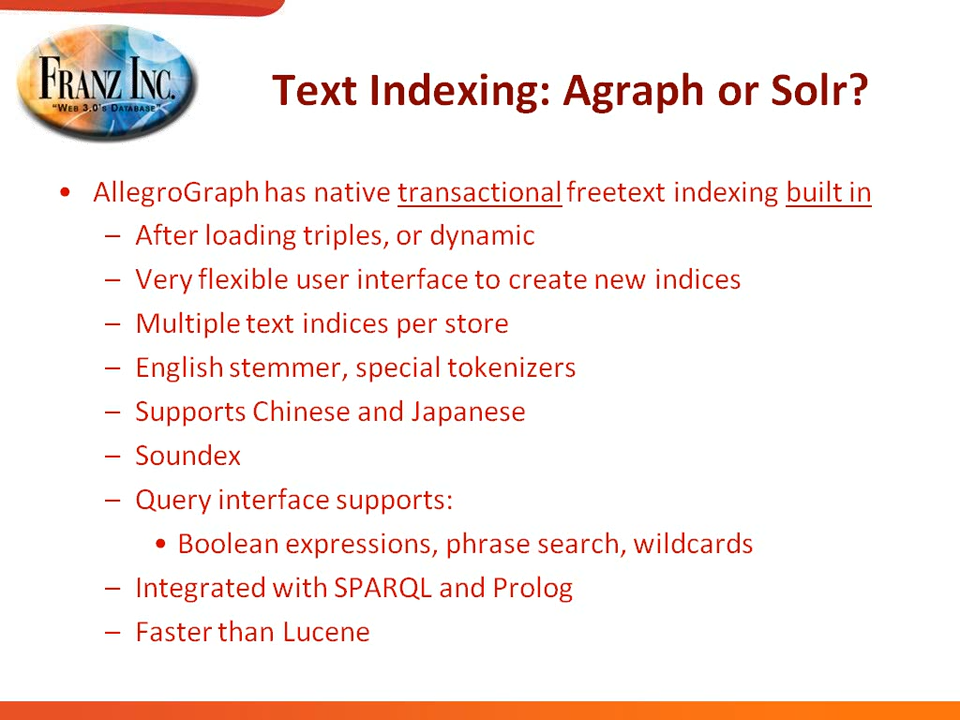 FRANZ INC.
"WEB 3.0's DATABASE"
Text Indexing: Agraph or Solr?
• AllegroGraph has native transactional freetext indexing built in
– After loading triples, or dynamic
– Very flexible user interface to create new indices
– Multiple text indices per store
– English stemmer, special tokenizers
– Supports Chinese and Japanese
– Soundex
– Query interface supports:
• Boolean expressions, phrase search, wildcards
– Integrated with SPARQL and Prolog
– Faster than Lucene